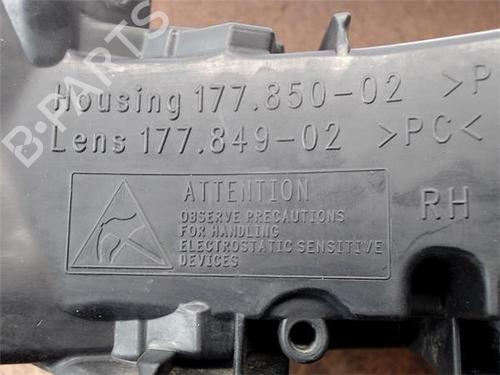 Housing 177.850-02 >P
Lens 177.849-02 >PC<
ATTENTION
OBSERVE PRECAUTIONS
FOR HANDLING
ELECTROSTATIC SENSITIVE
DEVICES
RH
B-PARTS